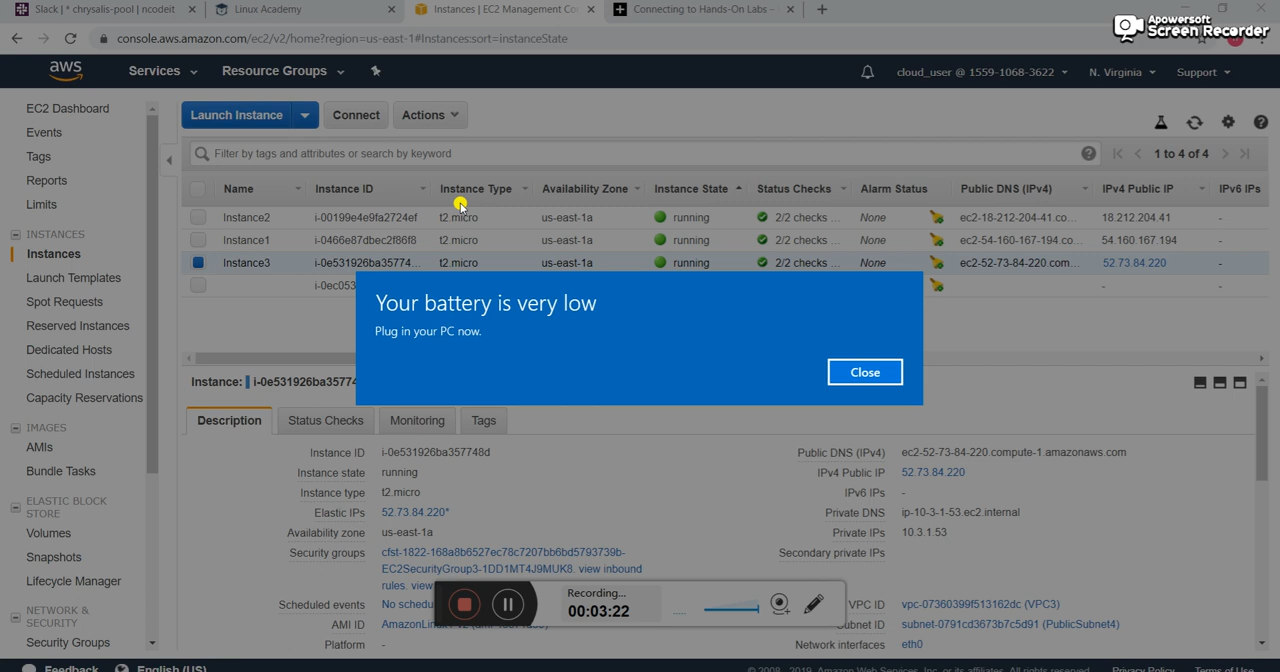 Slack | * chrysalis-pool | ncodeit
Linux Academy
Instances | EC2 Management Co
Connecting to Hands-On Labs -
Apowersoft
Screen Recorder
console.aws.amazon.com/ec2/v2/home?region=us-east-1#Instances:sort=instanceState
aws
Services
Resource Groups
cloud_user @ 1559-1068-3622
N. Virginia
Support
EC2 Dashboard
Events
Tags
Reports
Limits
INSTANCES
Instances
Launch Templates
Spot Requests
Reserved Instances
Dedicated Hosts
Scheduled Instances
Capacity Reservations
IMAGES
AMIs
Bundle Tasks
ELASTIC BLOCK
STORE
Volumes
Snapshots
Lifecycle Manager
NETWORK &
SECURITY
Security Groups
Launch Instance
Connect
Actions
Filter by tags and attributes or search by keyword
1 to 4 of 4
Name Instance ID Instance Type Availability Zone Instance State Status Checks Alarm Status Public DNS (IPv4) IPv4 Public IP IPv6 IPs
Instance2 i-00199e4e9fa2724ef t2.micro us-east-1a running 2/2 checks ... None ec2-18-212-204-41.co... 18.212.204.41 -
Instance1 i-0466e87dbec2f86f8 t2.micro us-east-1a running 2/2 checks ... None ec2-54-160-167-194.co... 54.160.167.194 -
Instance3 i-0e531926ba35774... t2.micro us-east-1a running 2/2 checks ... None ec2-52-73-84-220.com... 52.73.84.220 -
i-0ec053 - -
Your battery is very low
Plug in your PC now.
Close
Instance: i-0e531926ba35774
Description
Status Checks
Monitoring
Tags
Instance ID i-0e531926ba357748d
Instance state running
Instance type t2.micro
Elastic IPs 52.73.84.220*
Availability zone us-east-1a
Security groups cfst-1822-168a8b6527ec78c7207bb6bd5793739b-
EC2SecurityGroup3-1DD1MT4J9MUK8. view inbound
rules. view
Scheduled events No schedu
AMI ID
Platform -
Public DNS (IPv4) ec2-52-73-84-220.compute-1.amazonaws.com
IPv4 Public IP 52.73.84.220
IPv6 IPs -
Private DNS ip-10-3-1-53.ec2.internal
Private IPs 10.3.1.53
Secondary private IPs
VPC ID vpc-07360399f513162dc (VPC3)
subnet-0791cd3673b7c5d91 (PublicSubnet4)
Network interfaces eth0
Recording...
00:03:22
Feedback
English (US)
© 2008 - 2019, Amazon Web Services, Inc. or its affiliates. All rights reserved.
Privacy Policy
Terms of Use